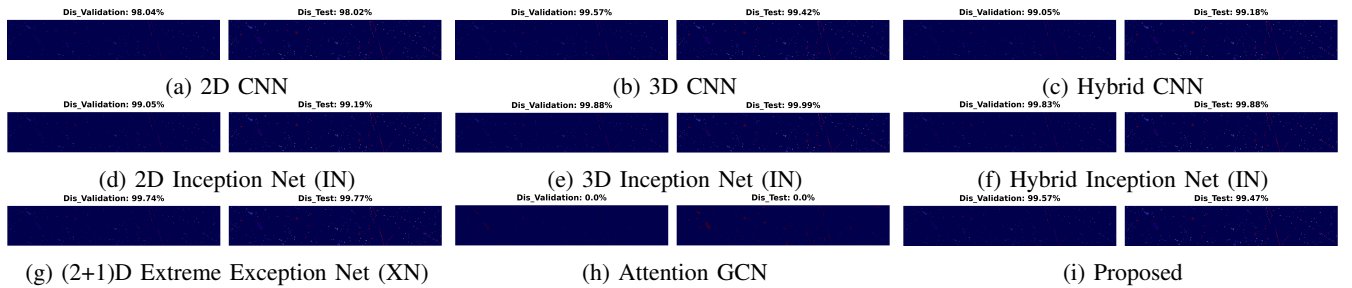 Dis_Validation: 98.04% Dis_Test: 98.02% Dis_Validation: 99.57% Dis_Test: 99.42% Dis_Validation: 99.05% Dis_Test: 99.18%
(a) 2D CNN (b) 3D CNN (c) Hybrid CNN
Dis_Validation: 99.05% Dis_Test: 99.19% Dis_Validation: 99.88% Dis_Test: 99.99% Dis_Validation: 99.83% Dis_Test: 99.88%
(d) 2D Inception Net (IN) (e) 3D Inception Net (IN) (f) Hybrid Inception Net (IN)
Dis_Validation: 99.74% Dis_Test: 99.77% Dis_Validation: 0.0% Dis_Test: 0.0% Dis_Validation: 99.57% Dis_Test: 99.47%
(g) (2+1)D Extreme Exception Net (XN) (h) Attention GCN (i) Proposed